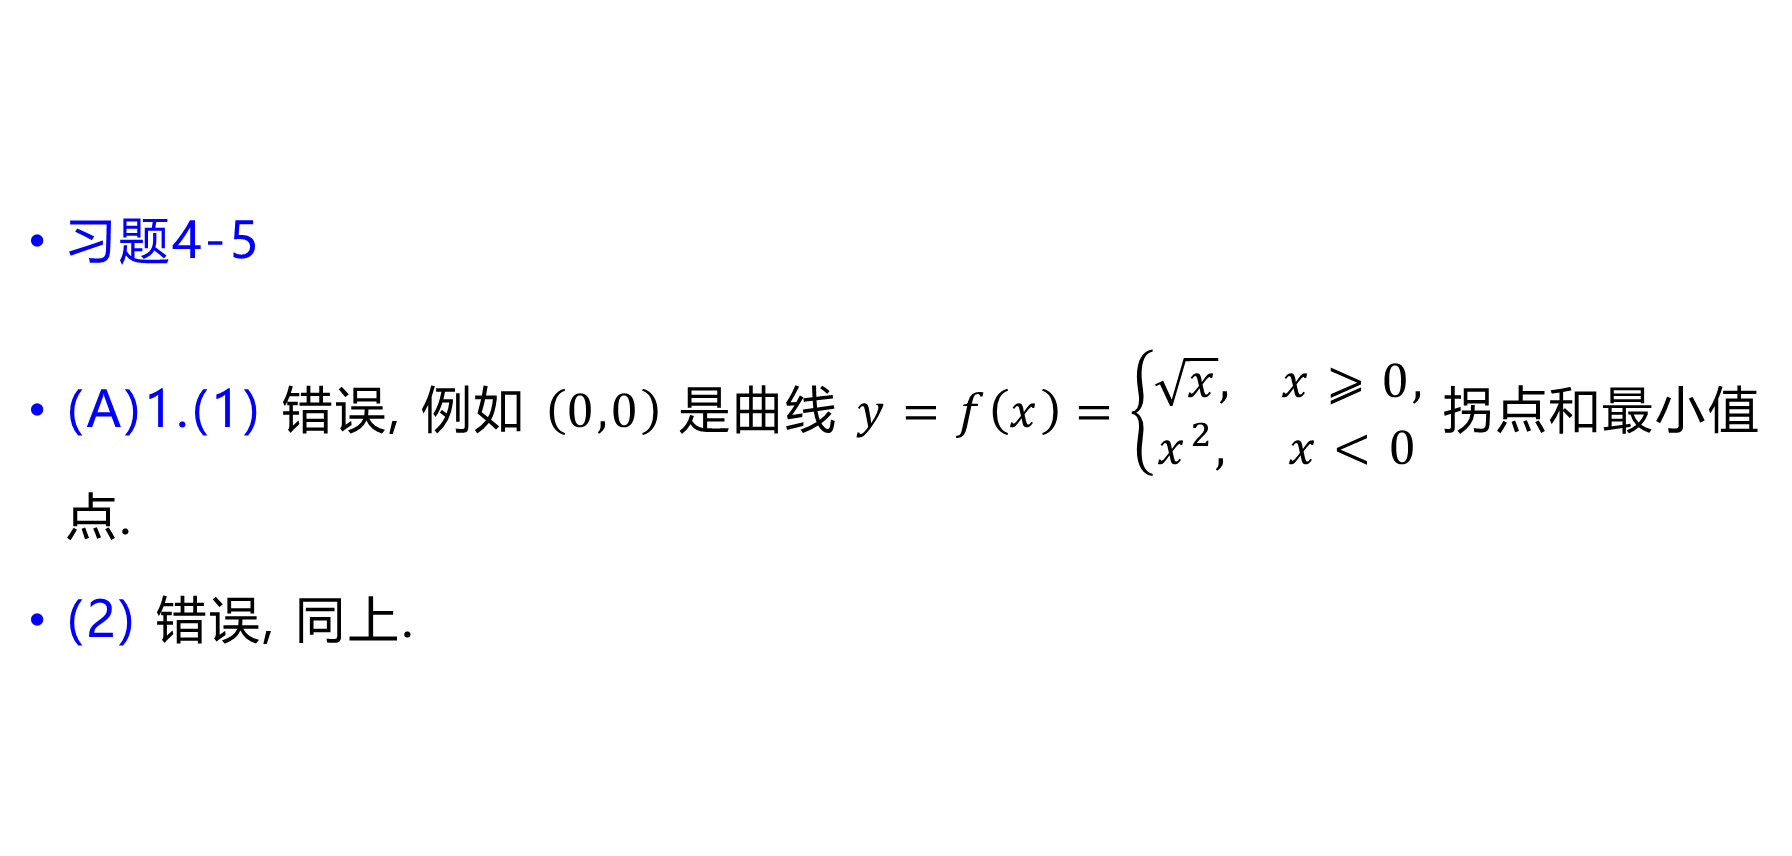 • 习题4-5
• (A)1.(1) 错误, 例如 (0,0) 是曲线 y = f(x) = {√x, x ⩾ 0, x², x < 0 拐点和最小值
点.
• (2) 错误, 同上.